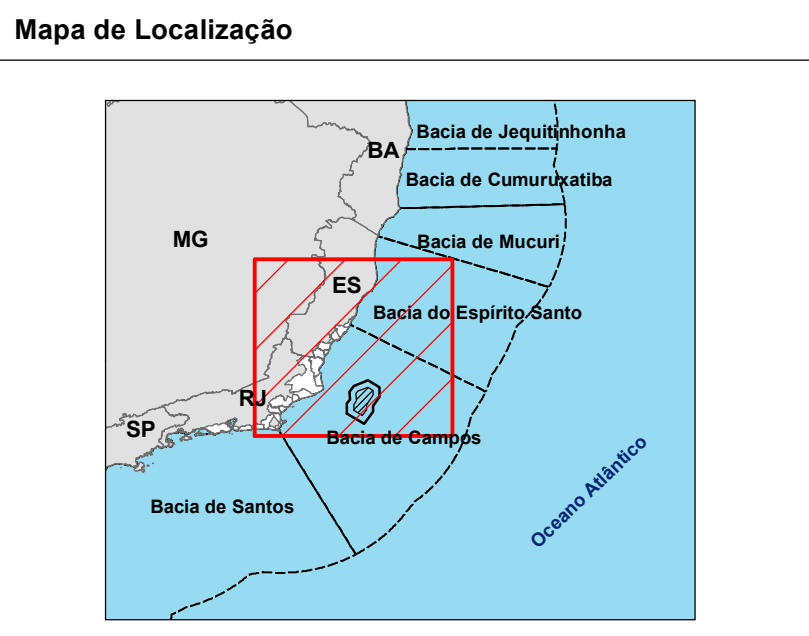 Mapa de Localização
Bacia de Jequitinhonha
BA
Bacia de Cumuruxatiba
MG
Bacia de Mucuri
ES
Bacia do Espírito Santo
RJ
SP
Bacia de Campos
Oceano Atlântico
Bacia de Santos